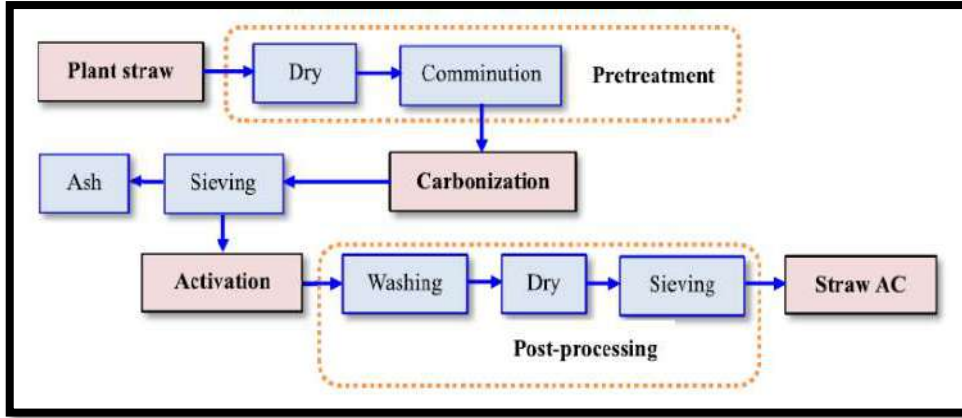 Plant straw
Dry
Comminution
Pretreatment
Ash
Sieving
Carbonization
Activation
Washing
Dry
Sieving
Straw AC
Post-processing